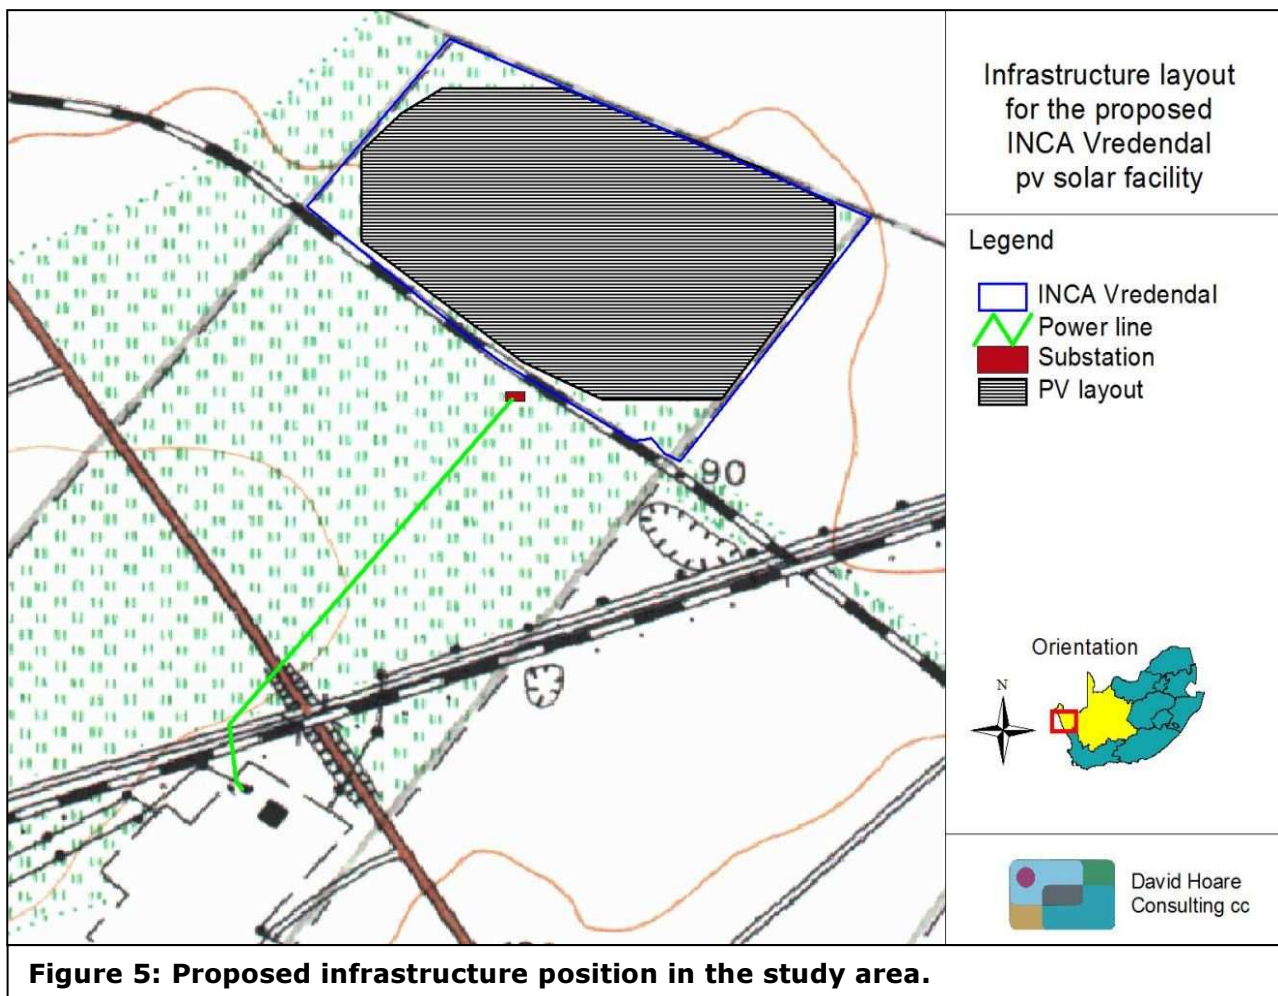 Infrastructure layout
for the proposed
INCA Vredendal
pv solar facility
Legend
INCA Vredendal
Power line
Substation
PV layout
90
Orientation
N
David Hoare
Consulting cc
Figure 5: Proposed infrastructure position in the study area.